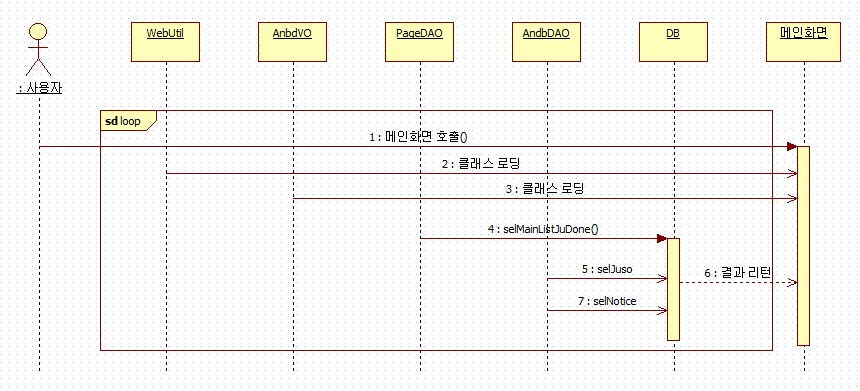 WebUtil
AnbdVO
PageDAO
AndbDAO
DB
메인화면
: 사용자
sd loop
1 : 메인화면 호출()
2 : 클래스 로딩
3 : 클래스 로딩
4 : selMainListJuDone()
5 : selJuso
6 : 결과 리턴
7 : selNotice